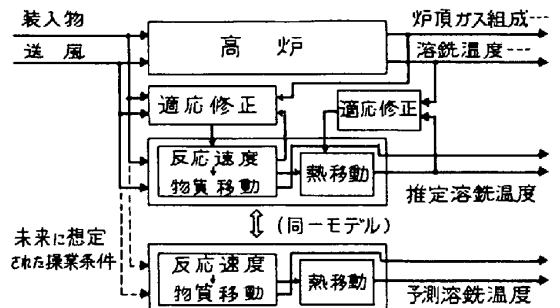 装入物
送風
高炉
炉頂ガス組成---
溶銑温度---
適応修正
適応修正
反応速度
物質移動
熱移動
推定溶銑温度
(同一モデル)
未来に想定
された操業条件
反応速度
物質移動
熱移動
予測溶銑温度